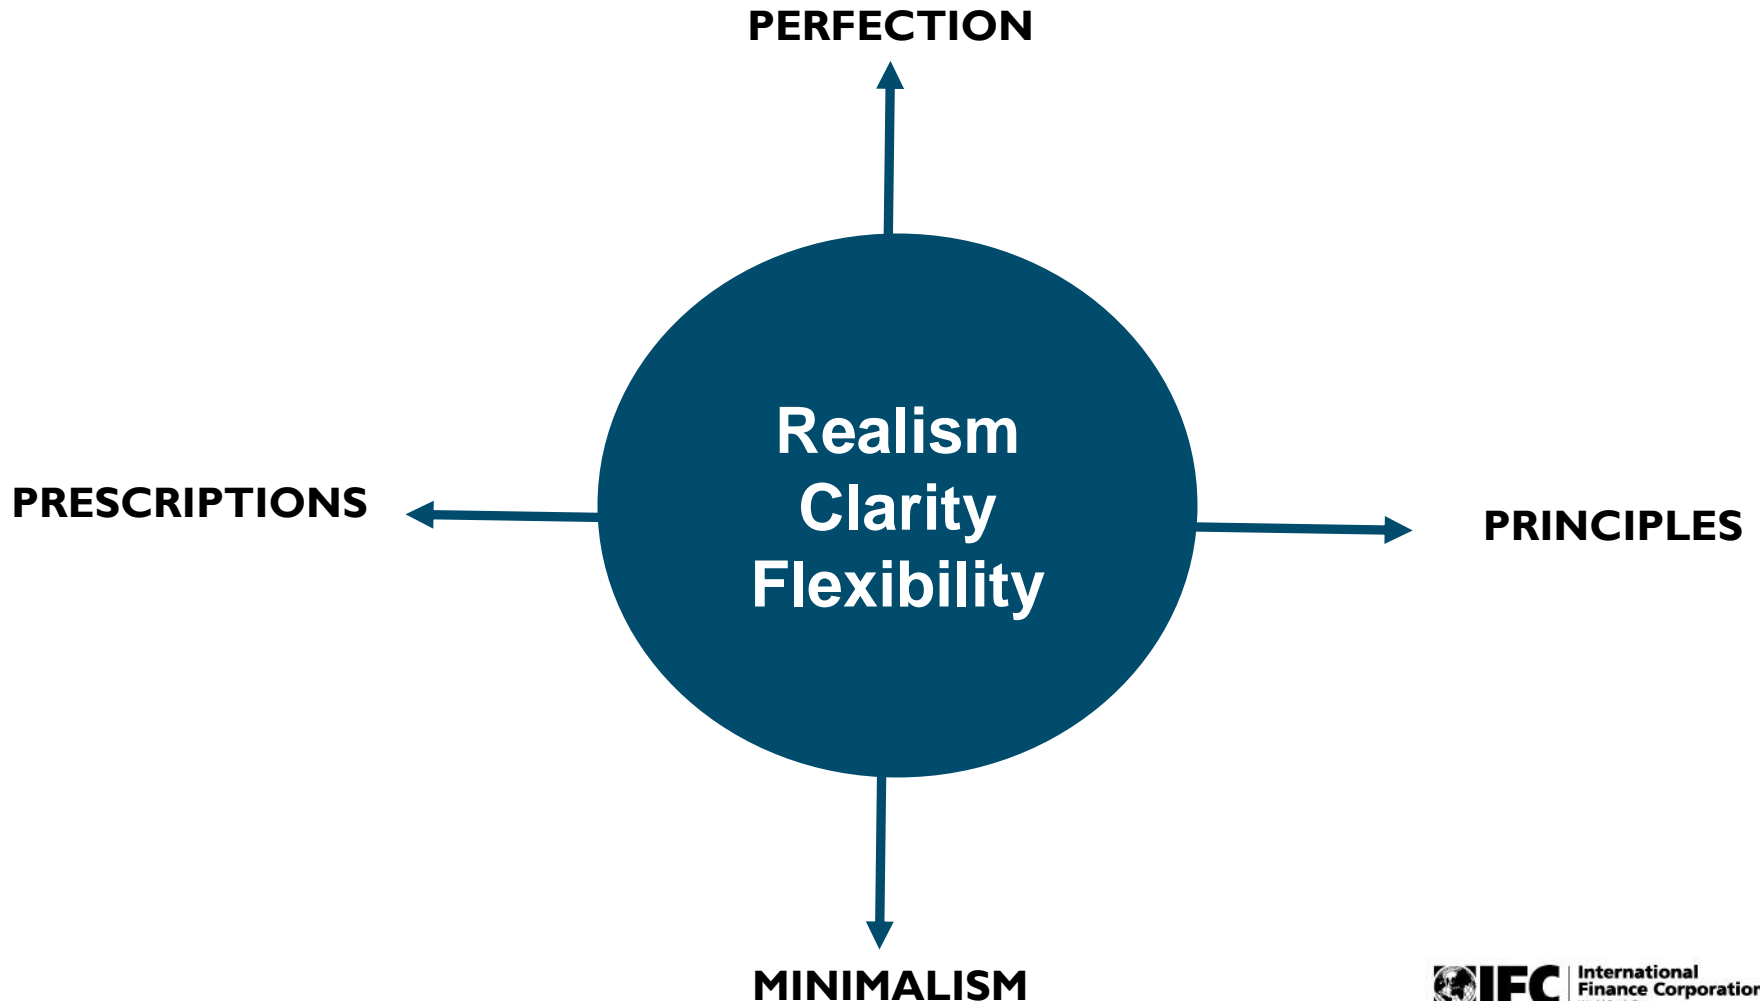 PERFECTION
Realism
Clarity
Flexibility
PRESCRIPTIONS
PRINCIPLES
MINIMALISM
IFC
International
Finance Corporation